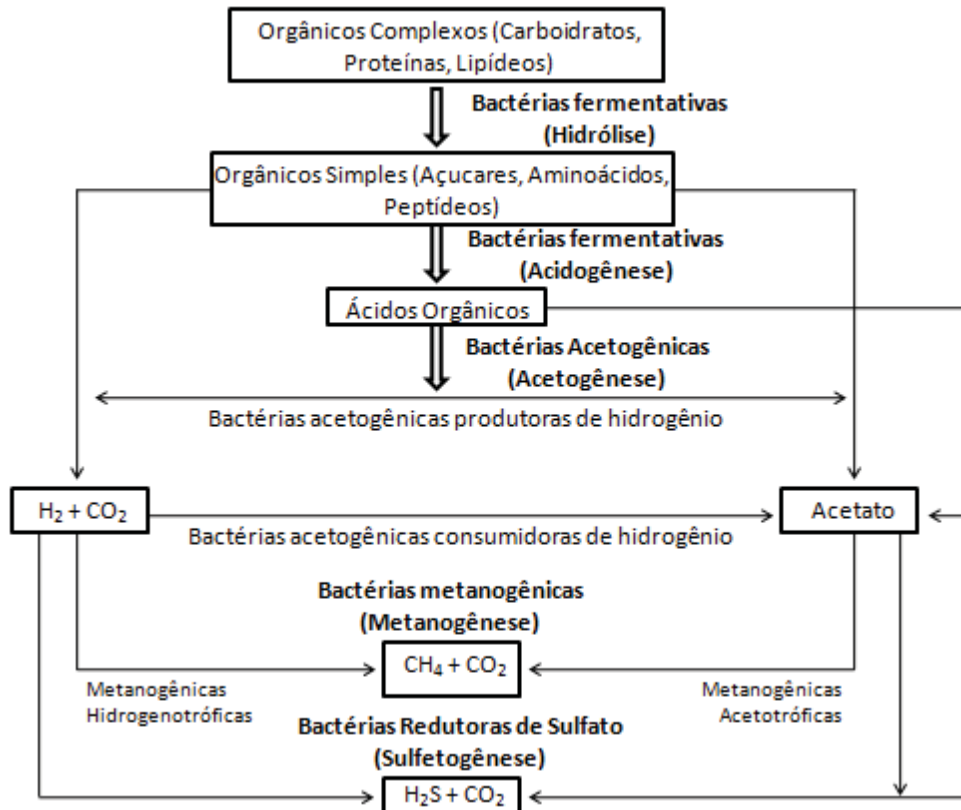 Orgânicos Complexos (Carboidratos,
Proteínas, Lipídeos)
Bactérias fermentativas
(Hidrólise)
Orgânicos Simples (Açucares, Aminoácidos,
Peptídeos)
Bactérias fermentativas
(Acidogênese)
Ácidos Orgânicos
Bactérias Acetogênicas
(Acetogênese)
Bactérias acetogênicas produtoras de hidrogênio
H₂ + CO₂
Acetato
Bactérias acetogênicas consumidoras de hidrogênio
Bactérias metanogênicas
(Metanogênese)
CH₄ + CO₂
Metanogênicas
Hidrogenotróficas
Metanogênicas
Acetotróficas
Bactérias Redutoras de Sulfato
(Sulfetogênese)
H₂S + CO₂